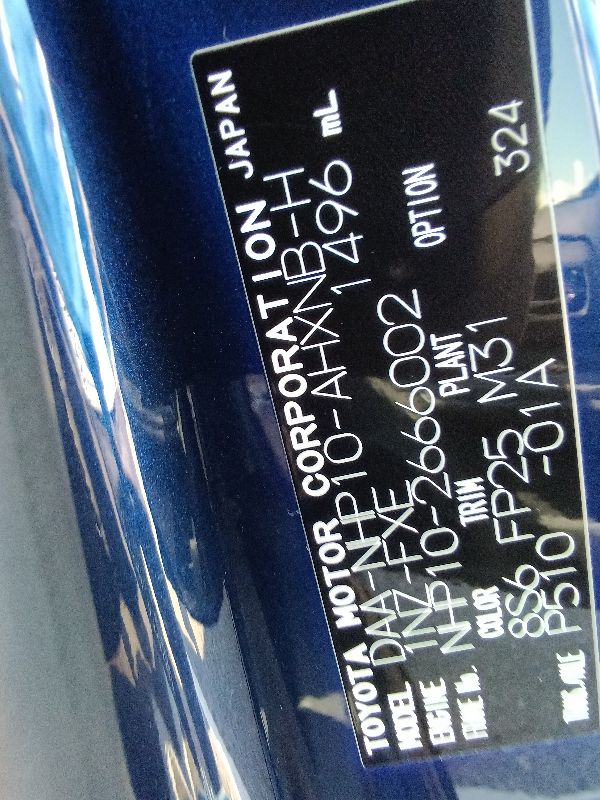 TOYOTA MOTOR CORPORATION JAPAN
MODEL DAA-NHP10-AHXNB-H
ENGINE 1NZ-FXE 1496 mL
FRAME No. NHP10-2666002
COLOR TRIM PLANT OPTION
8S6 FP25 M31 324
TRANS./AXLE P510 -01A